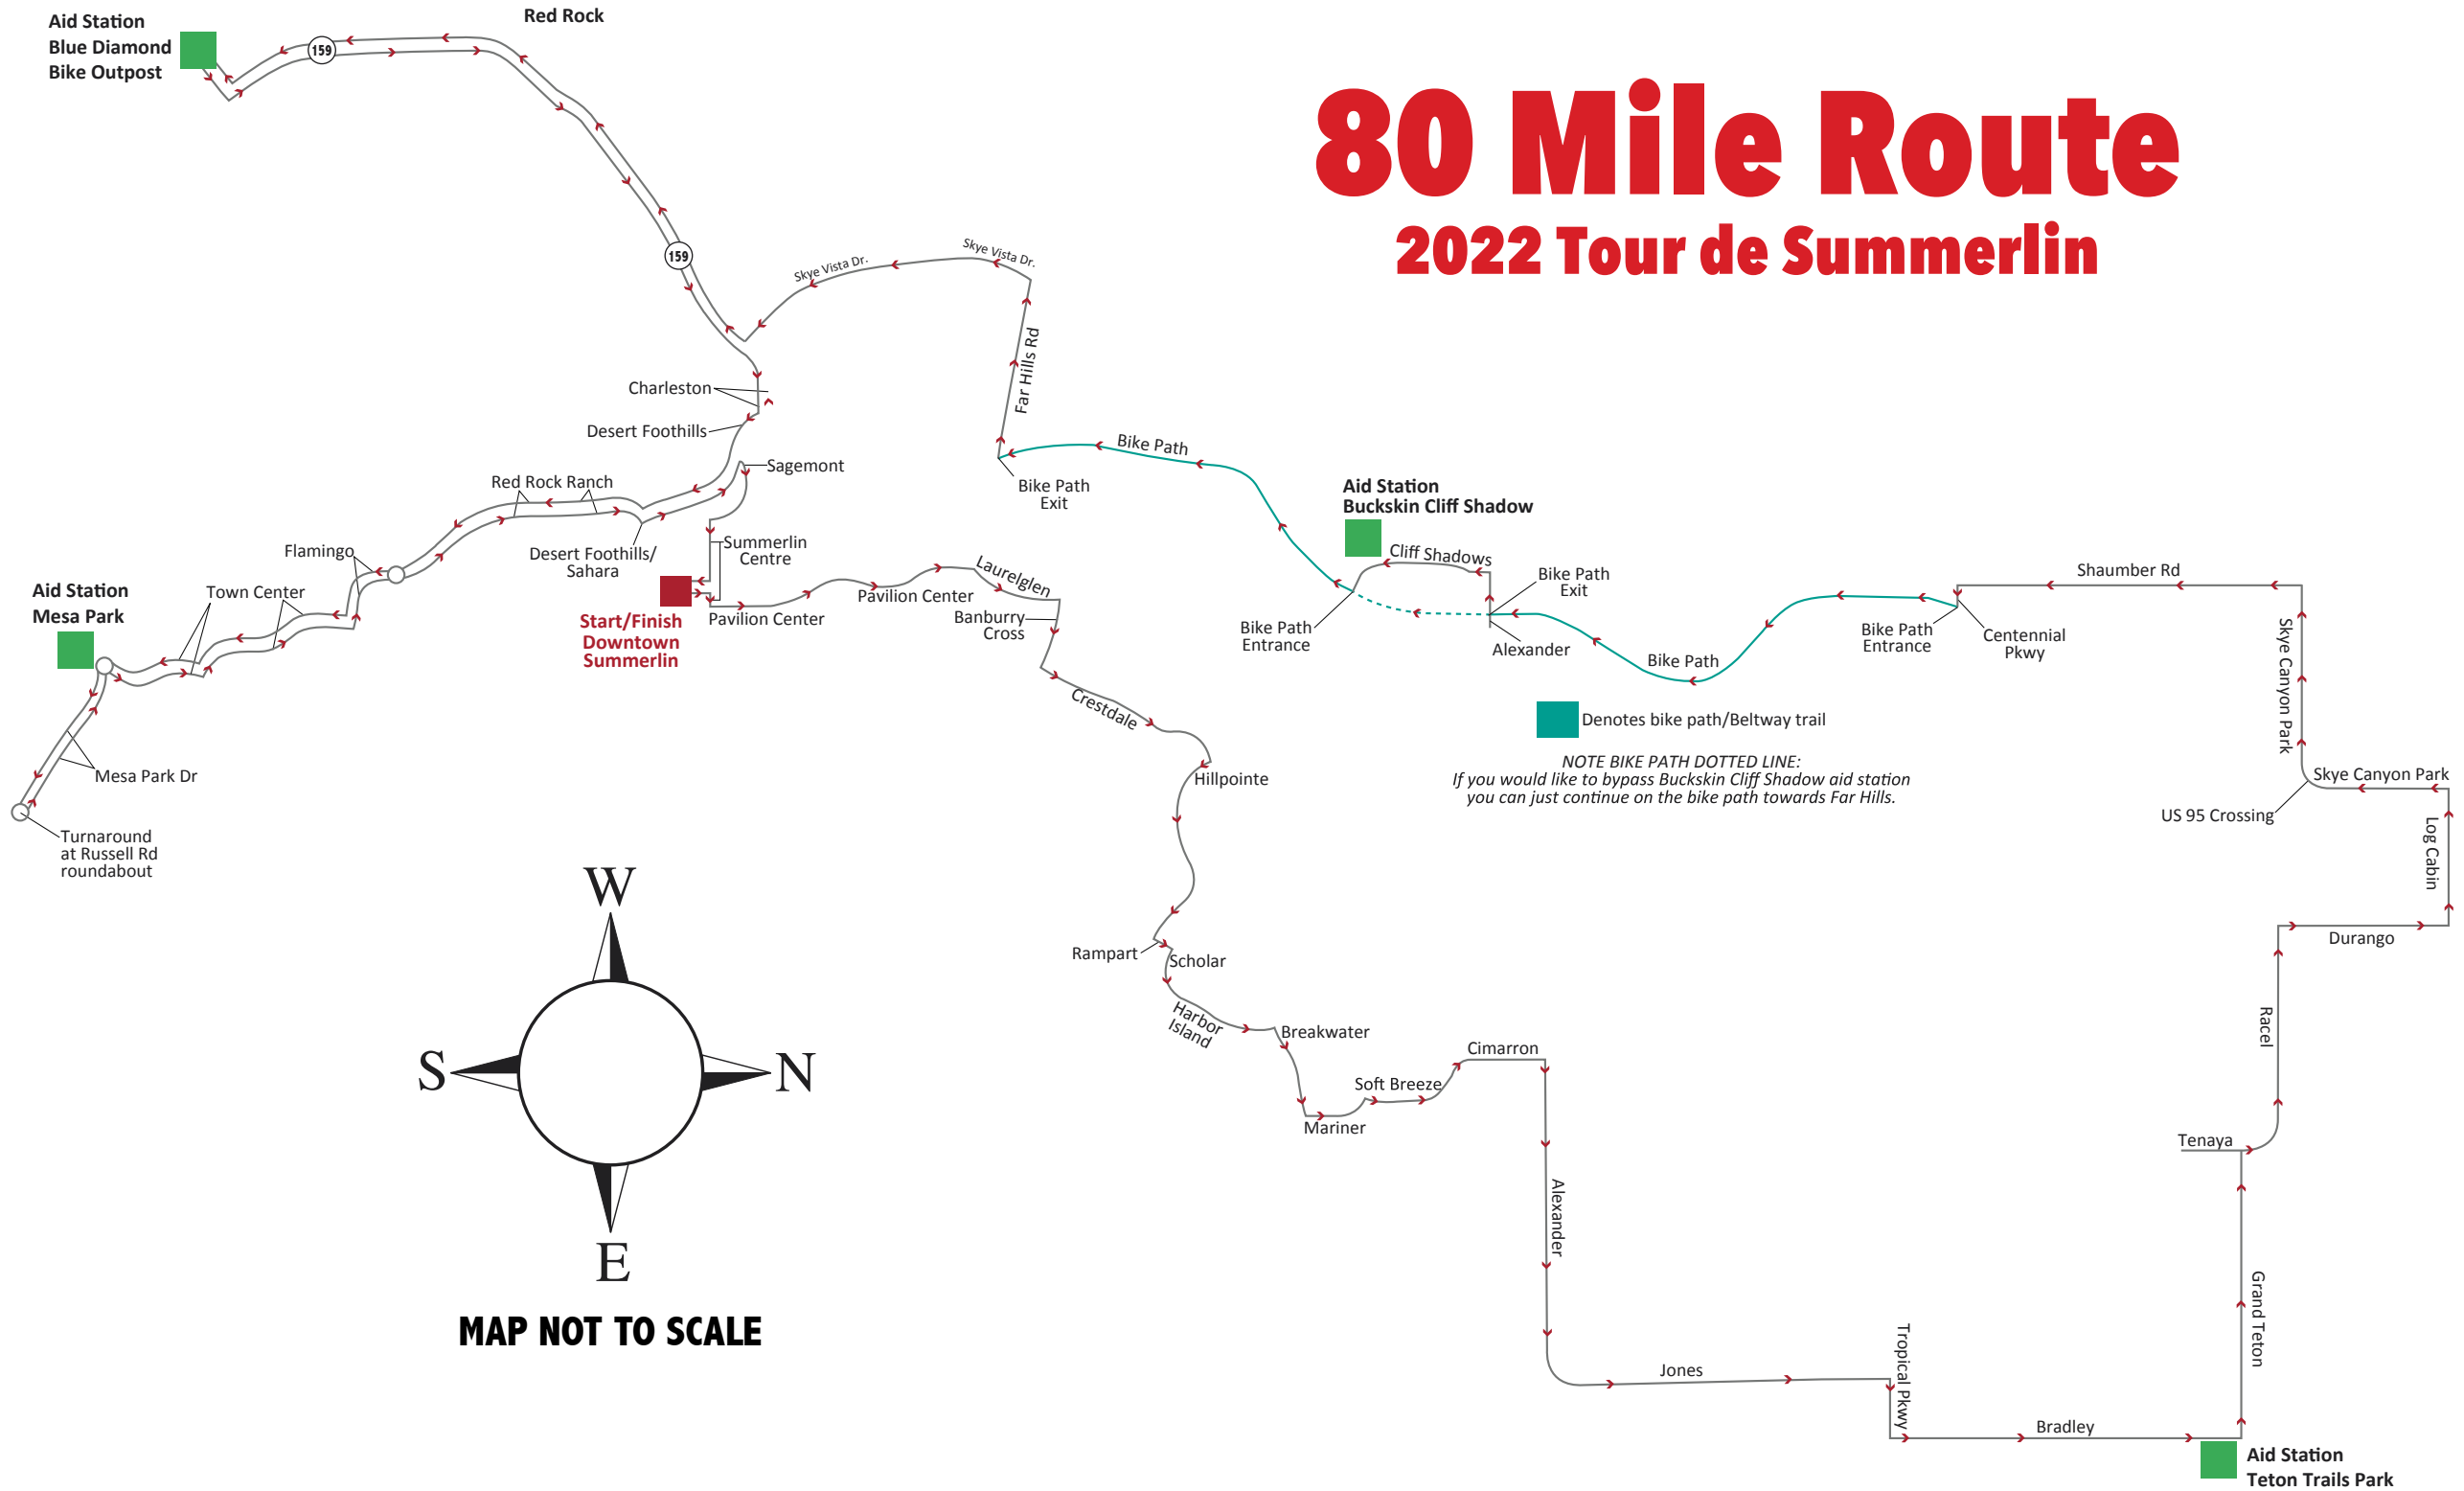 Aid Station
Blue Diamond
Bike Outpost
Red Rock
159
159
80 Mile Route
2022 Tour de Summerlin
Skye Vista Dr.
Skye Vista Dr.
Far Hills Rd
Charleston
Desert Foothills
Sagemont
Red Rock Ranch
Desert Foothills/
Sahara
Flamingo
Town Center
Aid Station
Mesa Park
Mesa Park Dr
Turnaround
at Russell Rd
roundabout
Summerlin
Centre
Start/Finish
Downtown
Summerlin
Pavilion Center
Pavilion Center
Laurelglen
Banburry
Cross
Crestdale
Hillpointe
Rampart
Scholar
Harbor
Island
Breakwater
Mariner
Soft Breeze
Cimarron
Alexander
Jones
Tropical Pkwy
Bradley
Aid Station
Teton Trails Park
Grand Teton
Tenaya
Racel
Durango
Log Cabin
Skye Canyon Park
US 95 Crossing
Skye Canyon Park
Shaumber Rd
Centennial
Pkwy
Bike Path
Entrance
Bike Path
Bike Path
Exit
Alexander
Cliff Shadows
Aid Station
Buckskin Cliff Shadow
Bike Path
Entrance
Bike Path
Bike Path
Exit
Denotes bike path/Beltway trail
NOTE BIKE PATH DOTTED LINE:
If you would like to bypass Buckskin Cliff Shadow aid station
you can just continue on the bike path towards Far Hills.
W
S
N
E
MAP NOT TO SCALE